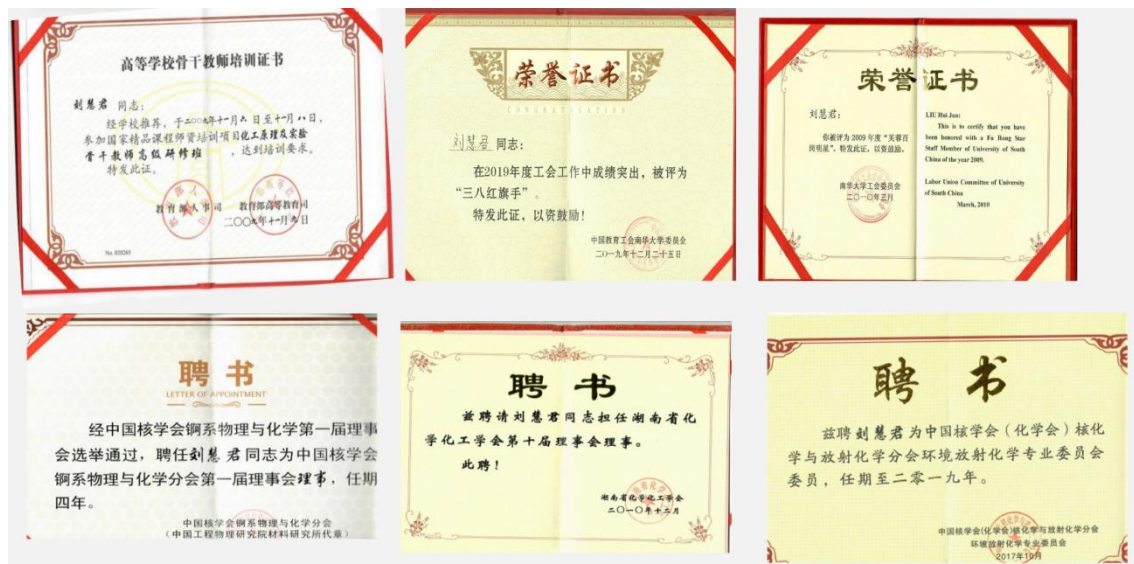 高等学校骨干教师培训证书
刘慧君 同志：
经学校推荐，于二〇〇九年十一月六日至十一月八日，
参加国家精品课程师资培训项目化工原理及实验
骨干教师高级研修班，达到培训要求。
特发此证。
教育部人事司 教育部高等教育司
二〇〇九年十一月八日
荣誉证书
刘慧君 同志：
在2019年度工会工作中成绩突出，被评为
“三八红旗手”。
特发此证，以资鼓励！
中国教育工会南华大学委员会
二〇一九年十二月二十五日
荣誉证书
刘慧君：
你被评为 2009 年度“芙蓉百
岗明星”。特发此证，以资鼓励。
南华大学工会委员会
二〇一〇年三月
LIU Hui Jun:
This is to certify that you have
been honored with a Fu Rong Star
Staff Member of University of South
China of the year 2009.
Labor Union Committee of University
of South China
March, 2010
聘书
LETTER OF APPOINTMENT
经中国核学会锕系物理与化学第一届理事
会选举通过，聘任刘慧君同志为中国核学会
锕系物理与化学分会第一届理事会理事，任期
四年。
中国核学会锕系物理与化学分会
（中国工程物理研究院材料研究所代章）
聘书
兹聘请刘慧君同志担任湖南省化
学化工学会第十届理事会理事。
此聘！
湖南省化学化工学会
二〇一〇年十二月
聘书
兹聘刘慧君为中国核学会（化学会）核化
学与放射化学分会环境放射化学专业委员会
委员，任期至二零一九年。
中国核学会(化学会)核化学与放射化学分会
环境放射化学专业委员会
2017年10月